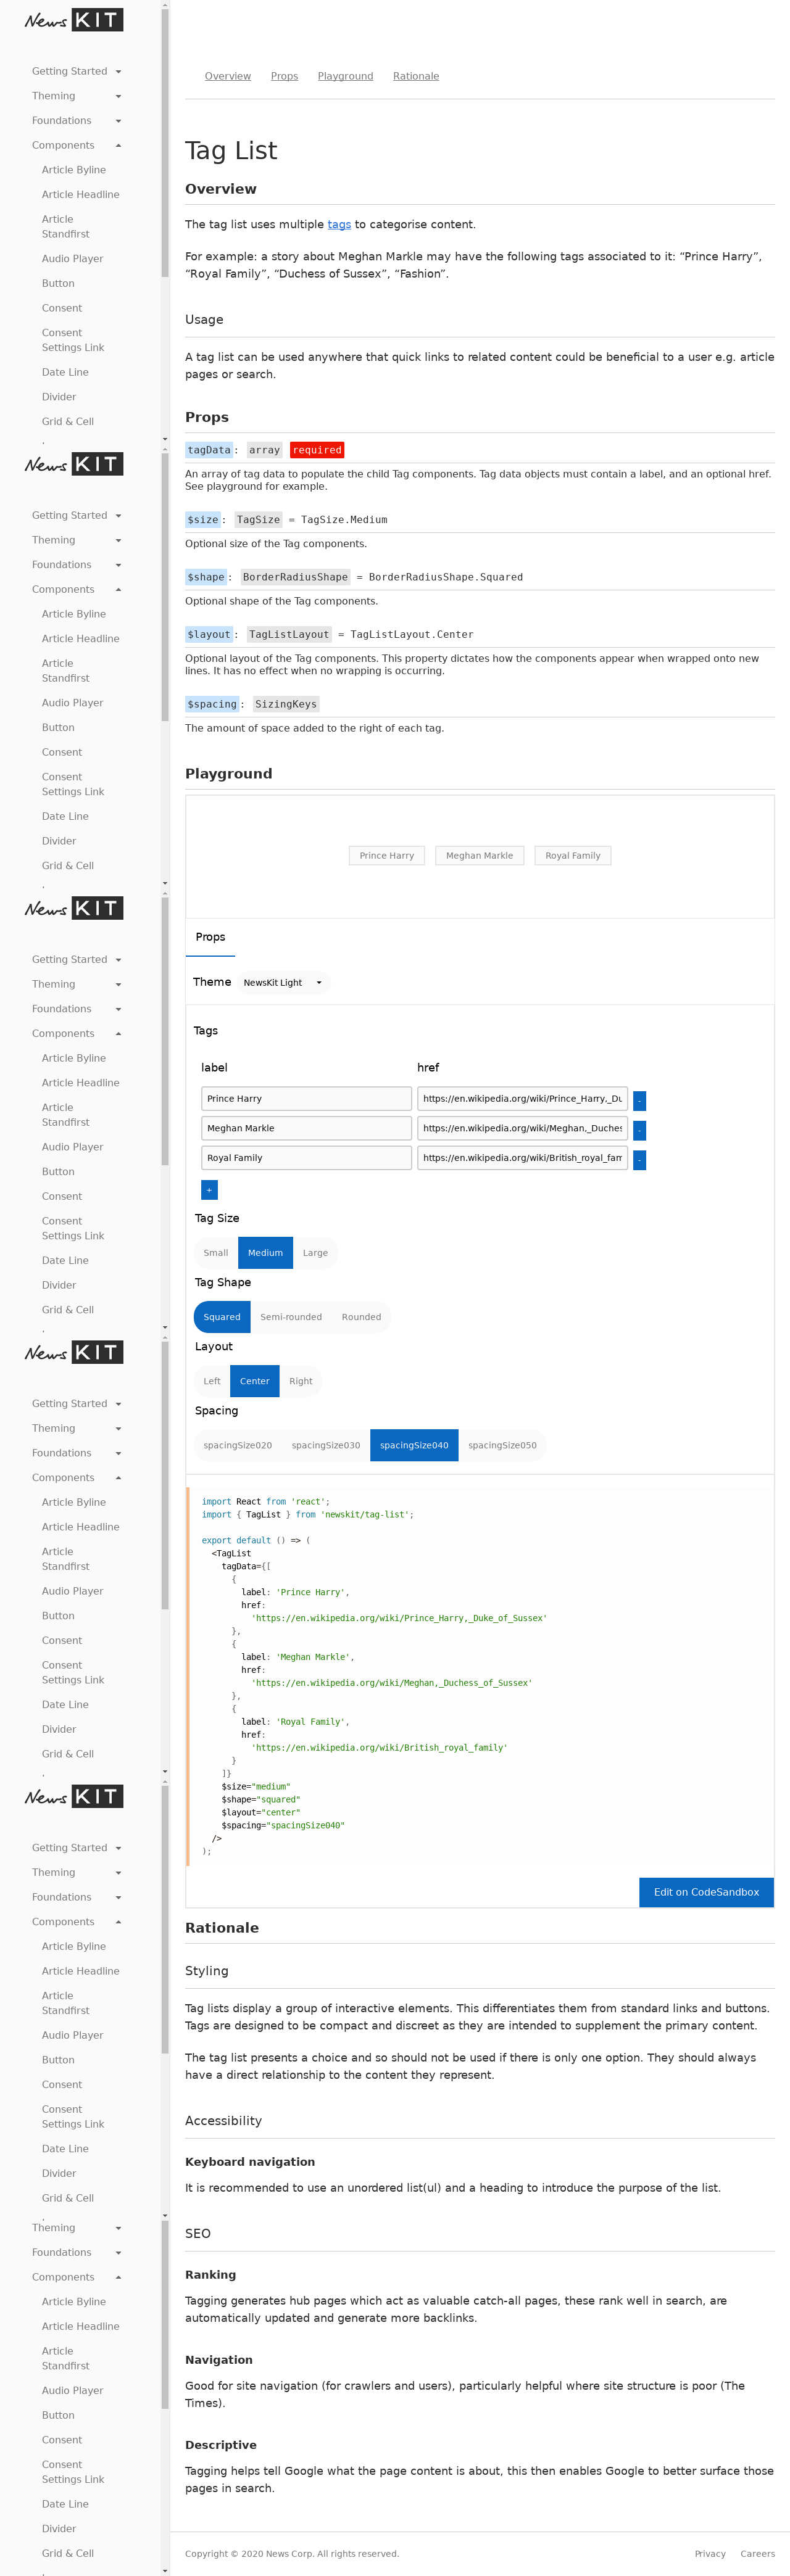 News KIT
Getting Started
Theming
Foundations
Components
Article Byline
Article Headline
Article
Standfirst
Audio Player
Button
Consent
Consent
Settings Link
Date Line
Divider
Grid & Cell
News KIT
Getting Started
Theming
Foundations
Components
Article Byline
Article Headline
Article
Standfirst
Audio Player
Button
Consent
Consent
Settings Link
Date Line
Divider
Grid & Cell
News KIT
Getting Started
Theming
Foundations
Components
Article Byline
Article Headline
Article
Standfirst
Audio Player
Button
Consent
Consent
Settings Link
Date Line
Divider
Grid & Cell
News KIT
Getting Started
Theming
Foundations
Components
Article Byline
Article Headline
Article
Standfirst
Audio Player
Button
Consent
Consent
Settings Link
Date Line
Divider
Grid & Cell
News KIT
Getting Started
Theming
Foundations
Components
Article Byline
Article Headline
Article
Standfirst
Audio Player
Button
Consent
Consent
Settings Link
Date Line
Divider
Grid & Cell
Theming
Foundations
Components
Article Byline
Article Headline
Article
Standfirst
Audio Player
Button
Consent
Consent
Settings Link
Date Line
Divider
Grid & Cell
Overview Props Playground Rationale
Tag List
Overview
The tag list uses multiple tags to categorise content.
For example: a story about Meghan Markle may have the following tags associated to it: “Prince Harry”,
“Royal Family”, “Duchess of Sussex”, “Fashion”.
Usage
A tag list can be used anywhere that quick links to related content could be beneficial to a user e.g. article
pages or search.
Props
tagData: array required
An array of tag data to populate the child Tag components. Tag data objects must contain a label, and an optional href.
See playground for example.
$size: TagSize = TagSize.Medium
Optional size of the Tag components.
$shape: BorderRadiusShape = BorderRadiusShape.Squared
Optional shape of the Tag components.
$layout: TagListLayout = TagListLayout.Center
Optional layout of the Tag components. This property dictates how the components appear when wrapped onto new
lines. It has no effect when no wrapping is occurring.
$spacing: SizingKeys
The amount of space added to the right of each tag.
Playground
Prince Harry Meghan Markle Royal Family
Props
Theme NewsKit Light
Tags
label href
Prince Harry https://en.wikipedia.org/wiki/Prince_Harry,_Du -
Meghan Markle https://en.wikipedia.org/wiki/Meghan,_Duches -
Royal Family https://en.wikipedia.org/wiki/British_royal_fam -
+
Tag Size
Small Medium Large
Tag Shape
Squared Semi-rounded Rounded
Layout
Left Center Right
Spacing
spacingSize020 spacingSize030 spacingSize040 spacingSize050
import React from 'react';
import { TagList } from 'newskit/tag-list';
export default () => (
<TagList
tagData={[
{
label: 'Prince Harry',
href:
'https://en.wikipedia.org/wiki/Prince_Harry,_Duke_of_Sussex'
},
{
label: 'Meghan Markle',
href:
'https://en.wikipedia.org/wiki/Meghan,_Duchess_of_Sussex'
},
{
label: 'Royal Family',
href:
'https://en.wikipedia.org/wiki/British_royal_family'
}
]}
$size="medium"
$shape="squared"
$layout="center"
$spacing="spacingSize040"
/>
);
Edit on CodeSandbox
Rationale
Styling
Tag lists display a group of interactive elements. This differentiates them from standard links and buttons.
Tags are designed to be compact and discreet as they are intended to supplement the primary content.
The tag list presents a choice and so should not be used if there is only one option. They should always
have a direct relationship to the content they represent.
Accessibility
Keyboard navigation
It is recommended to use an unordered list(ul) and a heading to introduce the purpose of the list.
SEO
Ranking
Tagging generates hub pages which act as valuable catch-all pages, these rank well in search, are
automatically updated and generate more backlinks.
Navigation
Good for site navigation (for crawlers and users), particularly helpful where site structure is poor (The
Times).
Descriptive
Tagging helps tell Google what the page content is about, this then enables Google to better surface those
pages in search.
Copyright © 2020 News Corp. All rights reserved. Privacy Careers